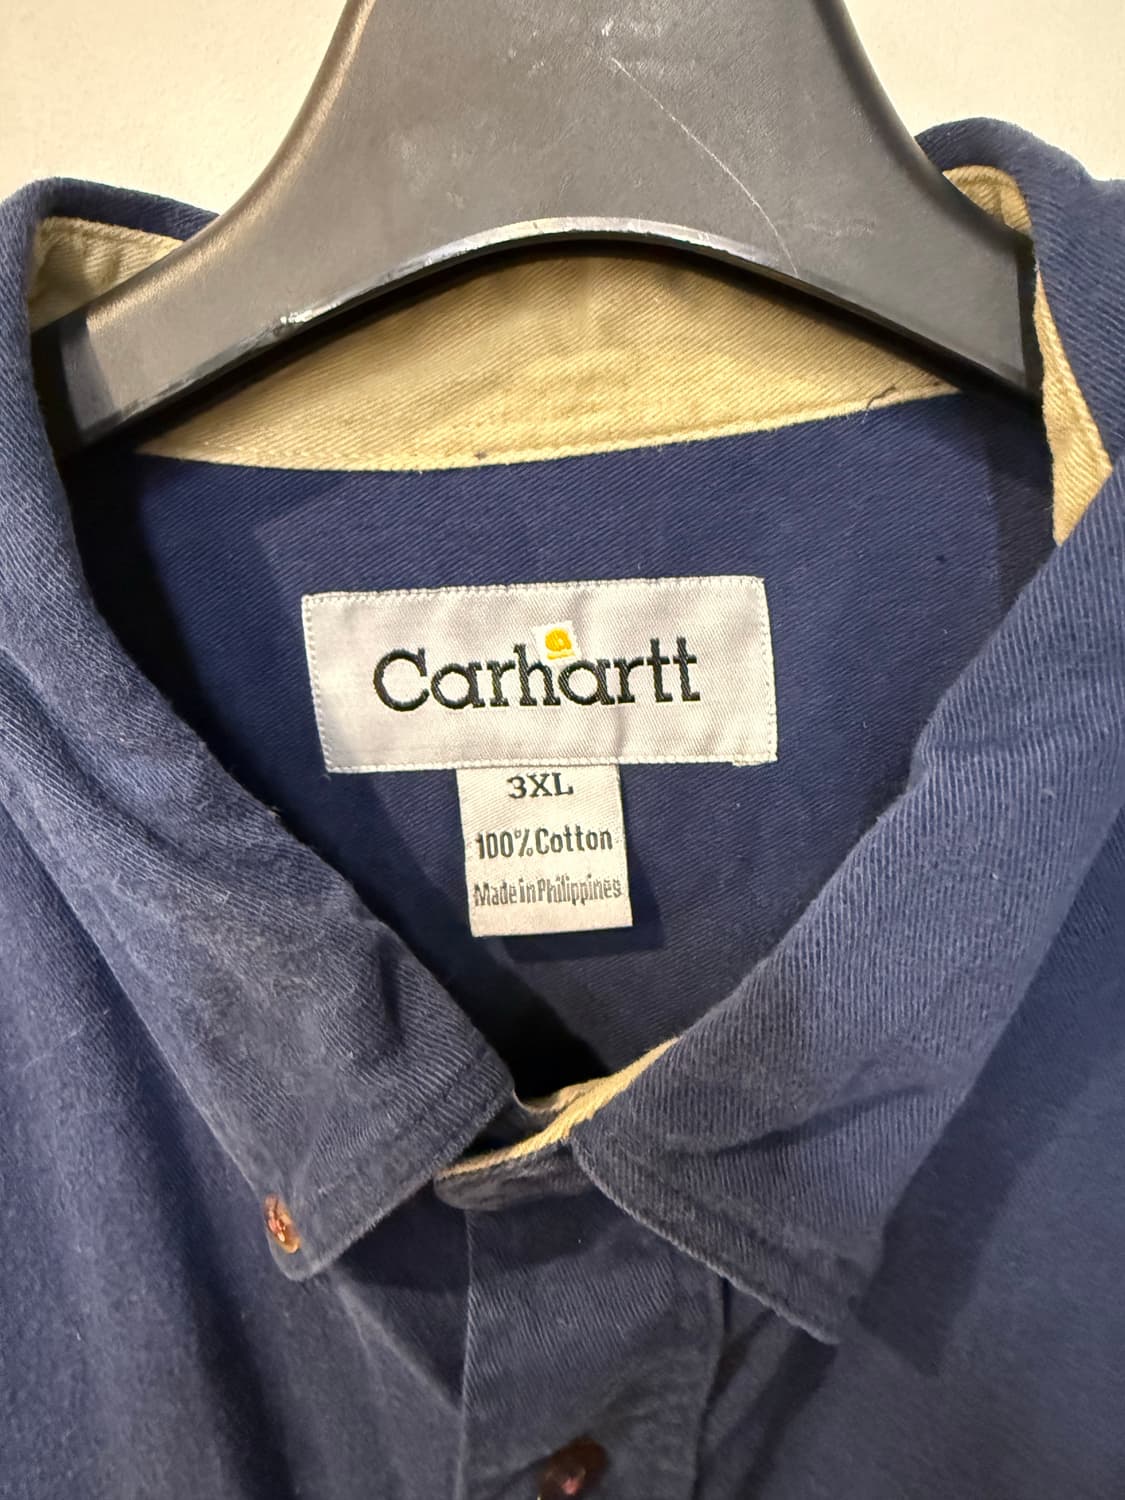 Carhartt
3XL
100% Cotton
Made in Philippines